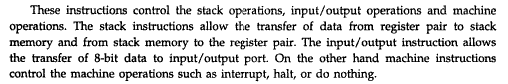 These instructions control the stack operations, input/output operations and machine
operations. The stack instructions allow the transfer of data from register pair to stack
memory and from stack memory to the register pair. The input/output instruction allows
the transfer of 8-bit data to input/output port. On the other hand machine instructions
control the machine operations such as interrupt, halt, or do nothing.